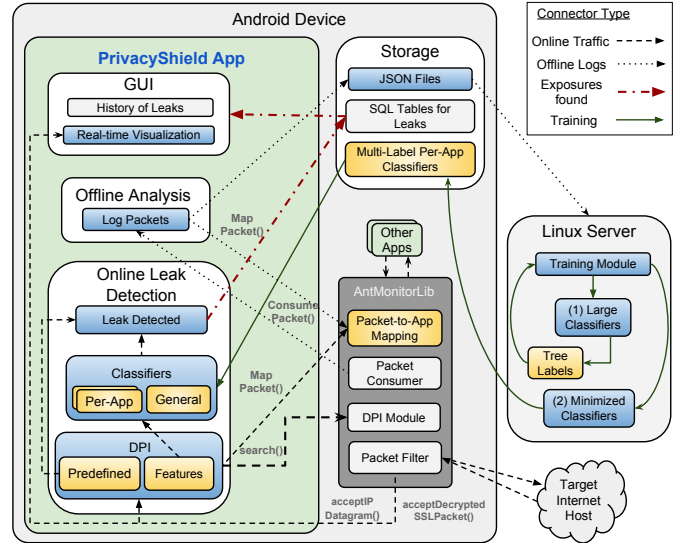 Android Device
PrivacyShield App
GUI
History of Leaks
Real-time Visualization
Offline Analysis
Log Packets
Online Leak
Detection
Leak Detected
Classifiers
Per-App
General
DPI
Predefined
Features
Map
Packet()
Consume
Packet()
Map
Packet()
search()
acceptIP
Datagram()
acceptDecrypted
SSLPacket()
Storage
JSON Files
SQL Tables for
Leaks
Multi-Label Per-App
Classifiers
Other
Apps
AntMonitorLib
Packet-to-App
Mapping
Packet
Consumer
DPI Module
Packet Filter
Connector Type
Online Traffic
Offline Logs
Exposures
found
Training
Linux Server
Training Module
(1) Large
Classifiers
Tree
Labels
(2) Minimized
Classifiers
Target
Internet
Host